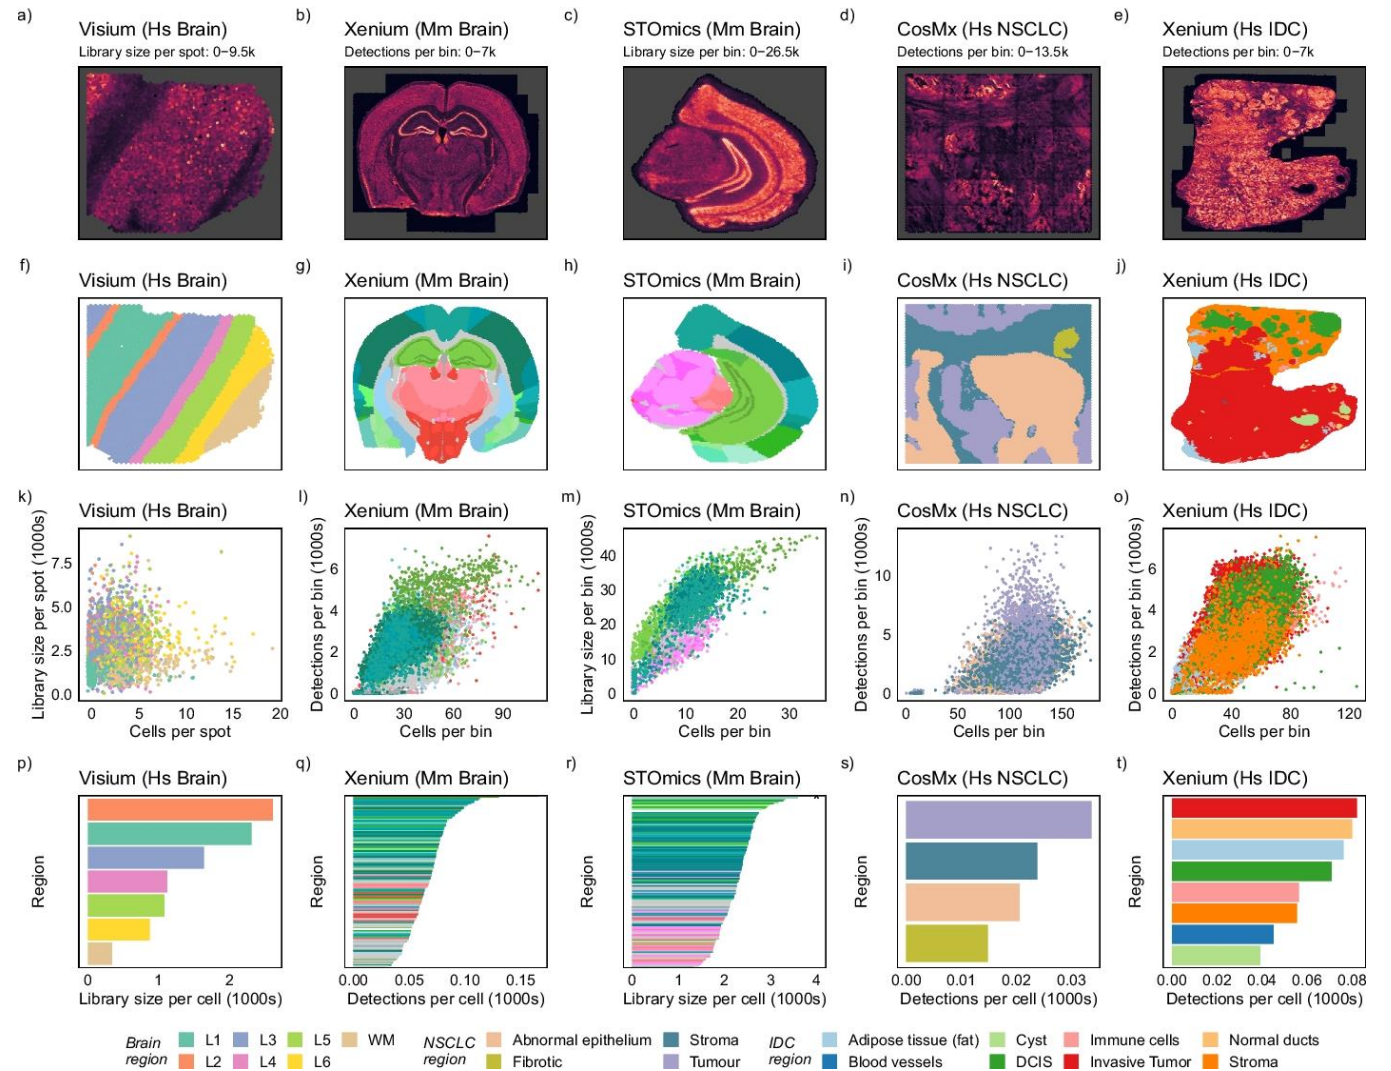 a) b) c) d) e)
Visium (Hs Brain) Xenium (Mm Brain) STOmics (Mm Brain) CosMx (Hs NSCLC) Xenium (Hs IDC)
Library size per spot: 0−9.5k Detections per bin: 0−7k Library size per bin: 0−26.5k Detections per bin: 0−13.5k Detections per bin: 0−7k
f) g) h) i) j)
Visium (Hs Brain) Xenium (Mm Brain) STOmics (Mm Brain) CosMx (Hs NSCLC) Xenium (Hs IDC)
k) l) m) n) o)
Visium (Hs Brain) Xenium (Mm Brain) STOmics (Mm Brain) CosMx (Hs NSCLC) Xenium (Hs IDC)
Library size per spot (1000s)
7.5
5.0
2.5
0.0
0 5 10 15 20
Cells per spot
Detections per bin (1000s)
6
4
2
0
0 30 60 90
Cells per bin
Library size per bin (1000s)
40
30
20
10
0
0 10 20 30
Cells per bin
Detections per bin (1000s)
10
5
0
0 50 100 150
Cells per bin
Detections per bin (1000s)
6
4
2
0
0 40 80 120
Cells per bin
p) q) r) s) t)
Visium (Hs Brain) Xenium (Mm Brain) STOmics (Mm Brain) CosMx (Hs NSCLC) Xenium (Hs IDC)
Region Region Region Region Region
0 1 2
Library size per cell (1000s)
0.00 0.05 0.10 0.15
Detections per cell (1000s)
0 1 2 3 4
Library size per cell (1000s)
0.00 0.01 0.02 0.03
Detections per cell (1000s)
0.00 0.02 0.04 0.06 0.08
Detections per cell (1000s)
Brain region
L1 L3 L5 WM
L2 L4 L6
NSCLC region
Abnormal epithelium Stroma
Fibrotic Tumour
IDC region
Adipose tissue (fat) Cyst Immune cells Normal ducts
Blood vessels DCIS Invasive Tumor Stroma